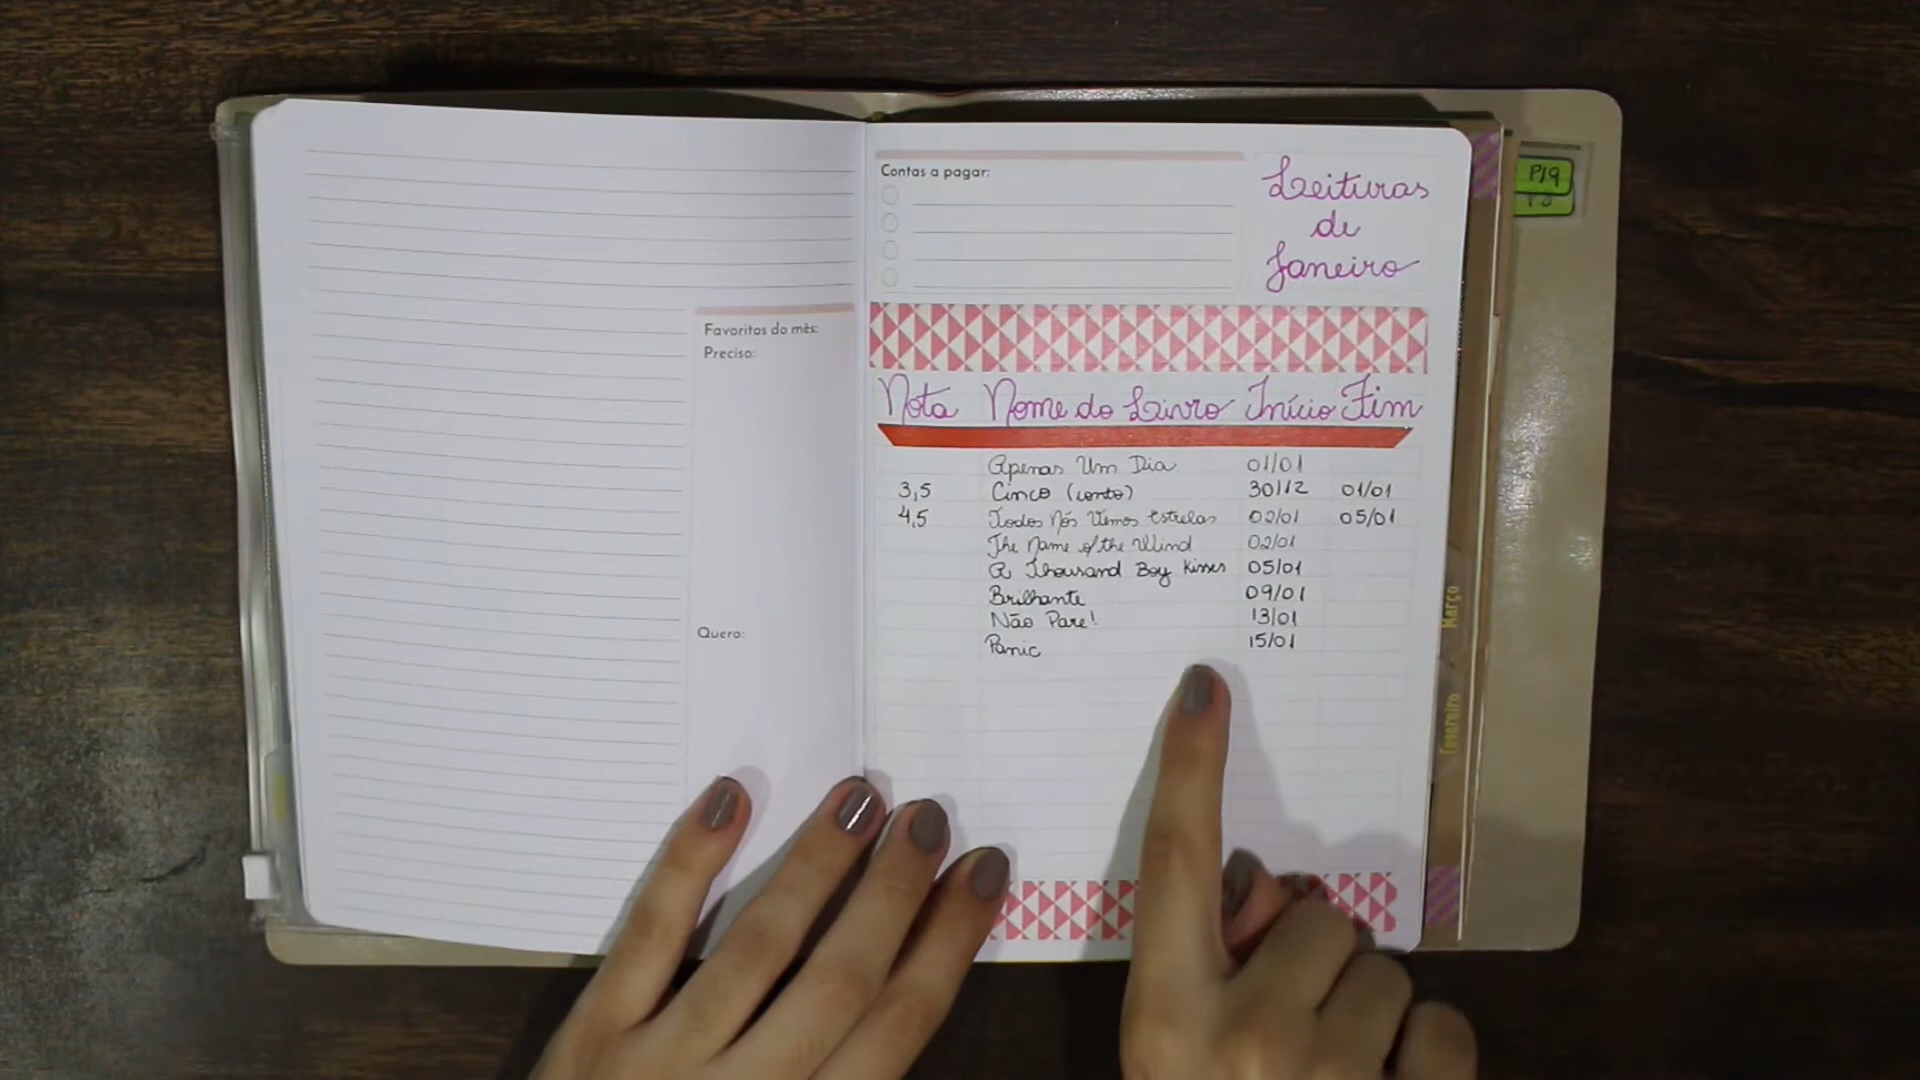 Favoritos do mês:
Preciso:
Quero:
Contas a pagar:
Leituras
de
Janeiro
Nota Nome do Livro Início Fim
Apenas Um Dia 01/01
3,5 Cinco (conto) 30/12 01/01
4,5 Todos Nós Vemos Estrelas 02/01 05/01
The Name of the Wind 02/01
A Thousand Boy Kisses 05/01
Brilhante 09/01
Não Pare! 13/01
Panic 15/01
P/9
Março
Fevereiro